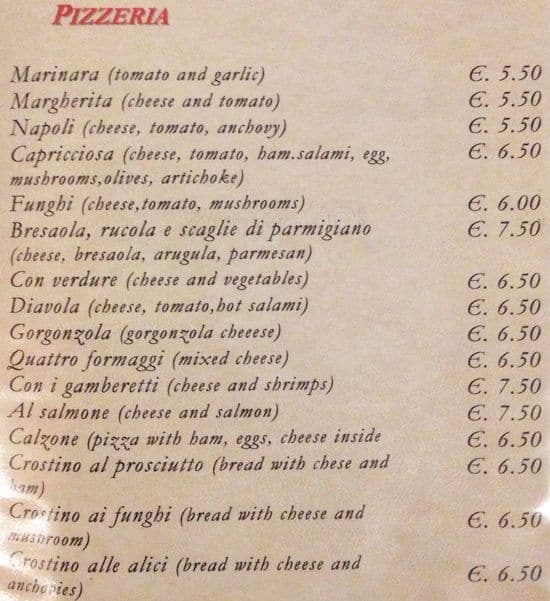 PIZZERIA
Marinara (tomato and garlic) €. 5.50
Margherita (cheese and tomato) €. 5.50
Napoli (cheese, tomato, anchovy) €. 5.50
Capricciosa (cheese, tomato, ham.salami, egg, €. 6.50
mushrooms,olives, artichoke)
Funghi (cheese,tomato, mushrooms) €. 6.00
Bresaola, rucola e scaglie di parmigiano €. 7.50
(cheese, bresaola, arugula, parmesan)
Con verdure (cheese and vegetables) €. 6.50
Diavola (cheese, tomato,hot salami) €. 6.50
Gorgonzola (gorgonzola cheeese) €. 6.50
Quattro formaggi (mixed cheese) €. 6.50
Con i gamberetti (cheese and shrimps) €. 7.50
Al salmone (cheese and salmon) €. 7.50
Calzone (pizza with ham, eggs, cheese inside €. 6.50
Crostino al prosciutto (bread with chese and €. 6.50
ham)
Crostino ai funghi (bread with cheese and €. 6.50
mushroom)
Crostino alle alici (bread with cheese and €. 6.50
anchovies)